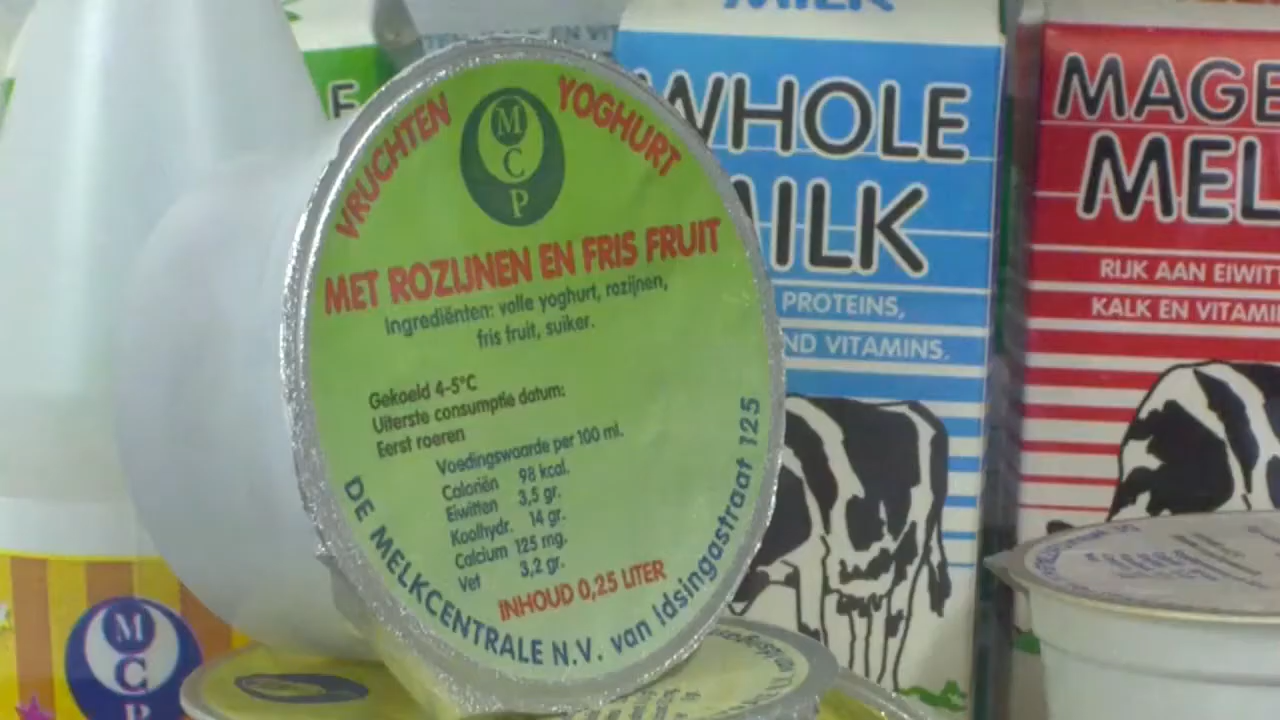 VRUCHTEN YOGHURT
M
C
P
MET ROZIJNEN EN FRIS FRUIT
Ingrediënten: volle yoghurt, rozijnen,
fris fruit, suiker.
Gekoeld 4-5°C
Uiterste consumptie datum:
Eerst roeren
Voedingswaarde per 100 ml.
Caloriën 98 kcal.
Eiwitten 3,5 gr.
Koolhydr. 14 gr.
Calcium 125 mg.
Vet 3,2 gr.
INHOUD 0,25 LITER
DE MELKCENTRALE N.V. van Idsingastraat 125
MILK
WHOLE
MILK
PROTEINS,
VITAMINS.
MAGE
MEL
RIJK AAN EIWITT
KALK EN VITAMI
M
C
P